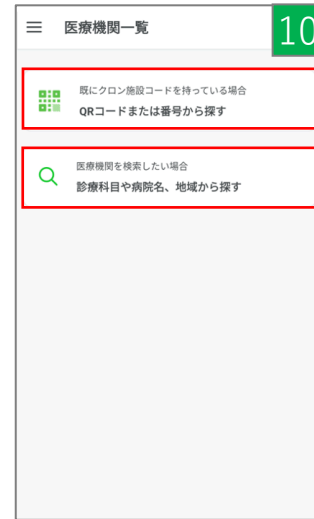 医療機関一覧
10
既にクロン施設コードを持っている場合
QRコードまたは番号から探す
医療機関を検索したい場合
診療科目や病院名、地域から探す